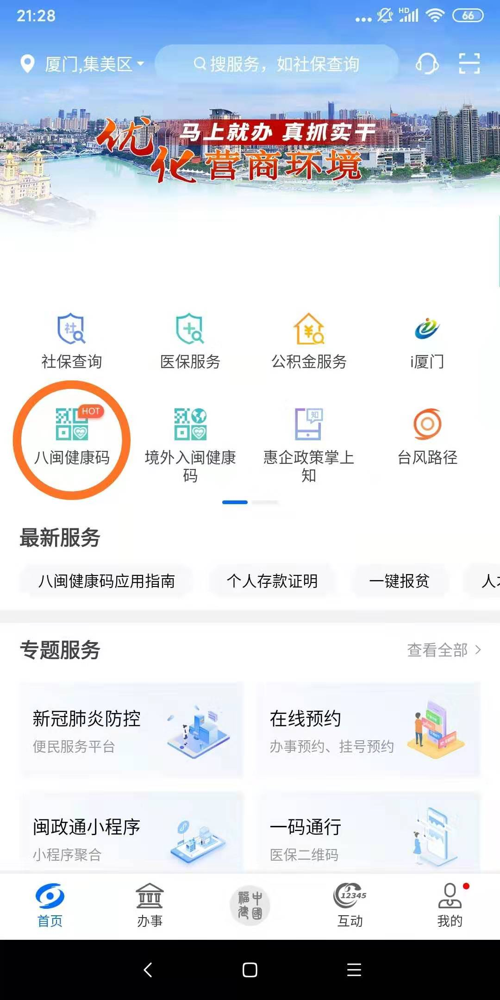 21:28
HD
66
厦门,集美区
搜服务，如社保查询
马上就办 真抓实干
优化营商环境
社
社保查询
医保服务
公积金服务
i厦门
HOT
八闽健康码
境外入闽健康
码
知
惠企政策掌上
知
台风路径
最新服务
八闽健康码应用指南
个人存款证明
一键报贫
人
专题服务
查看全部
新冠肺炎防控
便民服务平台
在线预约
办事预约、挂号预约
闽政通小程序
小程序聚合
一码通行
医保二维码
首页
办事
中國
福建
12345
互动
我的